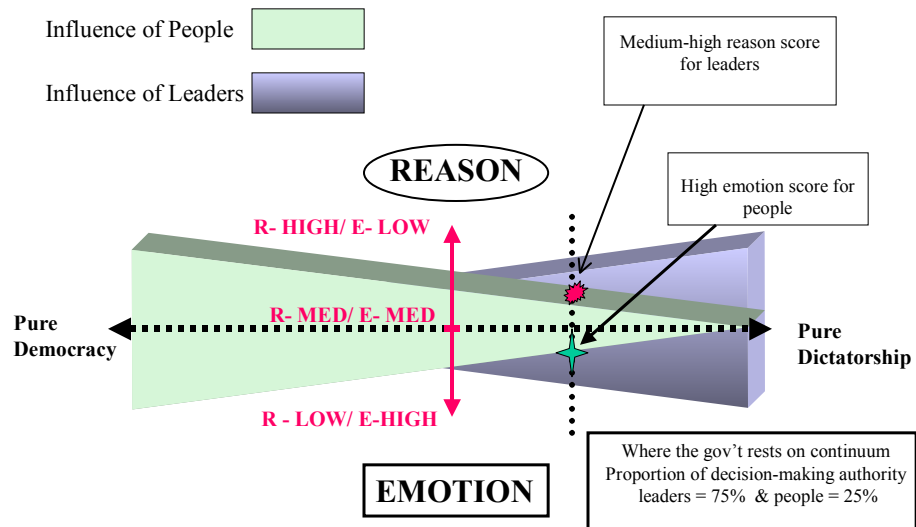 Influence of People
Influence of Leaders
Medium-high reason score
for leaders
REASON
High emotion score for
people
R- HIGH/ E- LOW
R- MED/ E- MED
Pure
Democracy
Pure
Dictatorship
R - LOW/ E-HIGH
EMOTION
Where the gov't rests on continuum
Proportion of decision-making authority
leaders = 75% & people = 25%